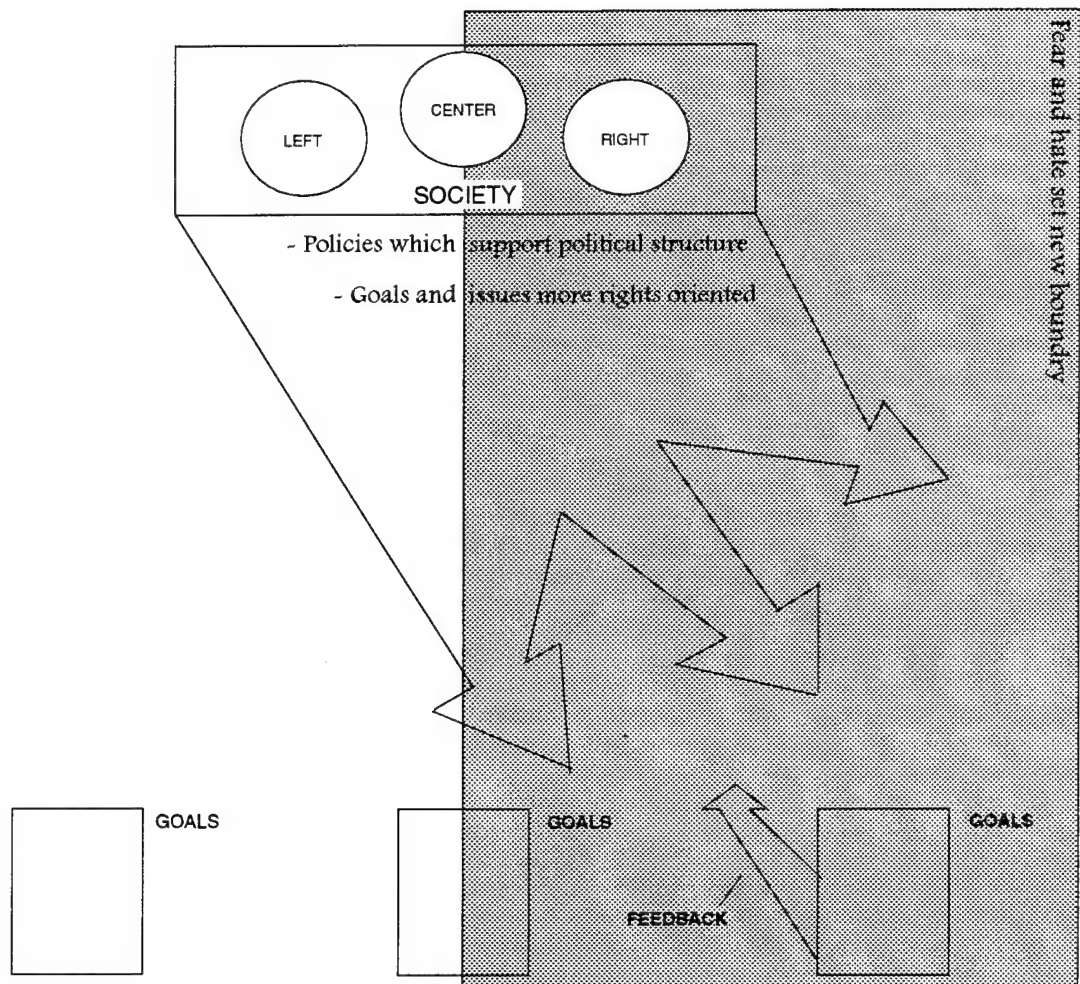 Fear and hate set new boundry
CENTER
LEFT
RIGHT
SOCIETY
- Policies which support political structure
- Goals and issues more rights oriented
GOALS
GOALS
GOALS
FEEDBACK